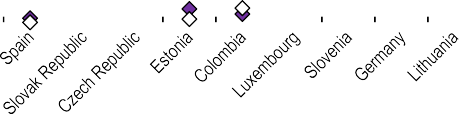 Spain
Slovak Republic
Czech Republic
Estonia
Colombia
Luxembourg
Slovenia
Germany
Lithuania